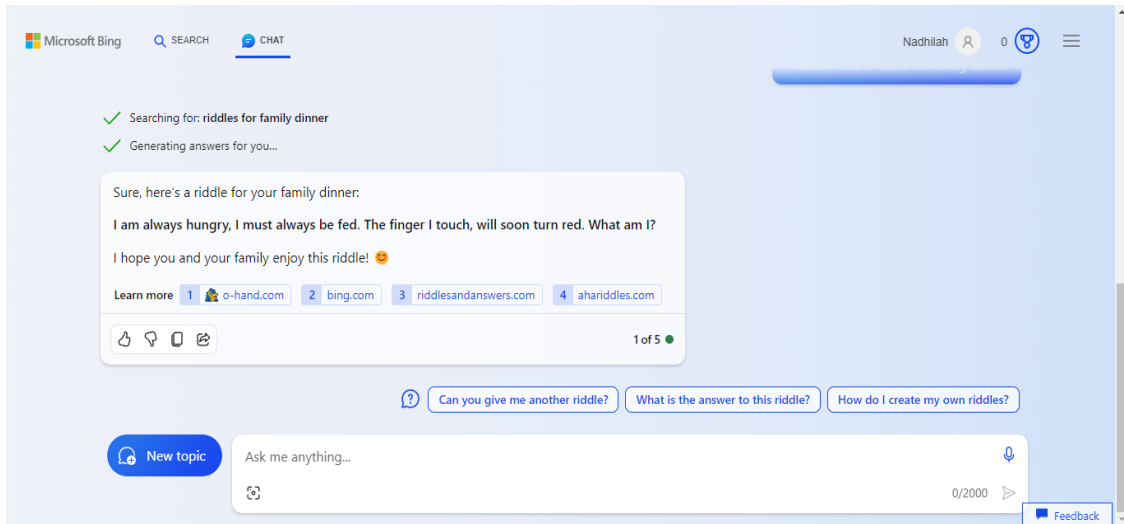 Microsoft Bing SEARCH CHAT Nadhilah 0
Searching for: riddles for family dinner
Generating answers for you...
Sure, here's a riddle for your family dinner:
I am always hungry, I must always be fed. The finger I touch, will soon turn red. What am I?
I hope you and your family enjoy this riddle! 😊
Learn more 1 o-hand.com 2 bing.com 3 riddlesandanswers.com 4 ahariddles.com
1 of 5
Can you give me another riddle? What is the answer to this riddle? How do I create my own riddles?
New topic Ask me anything...
0/2000
Feedback